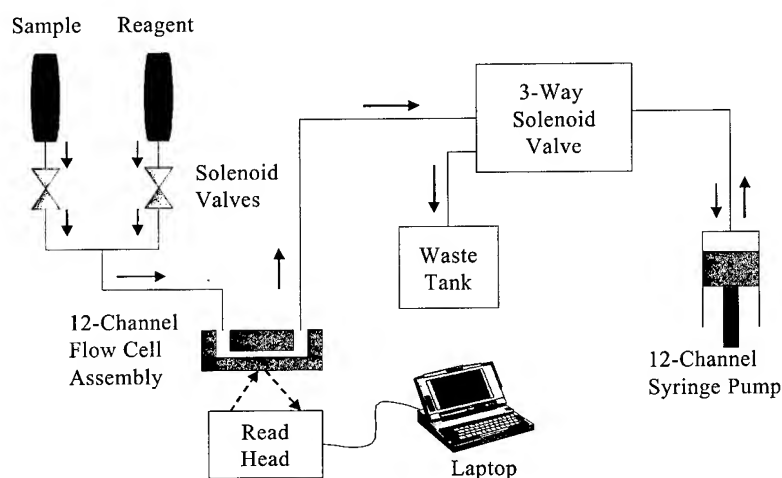 Sample
Reagent
Solenoid
Valves
3-Way
Solenoid
Valve
Waste
Tank
12-Channel
Flow Cell
Assembly
12-Channel
Syringe Pump
Read
Head
Laptop